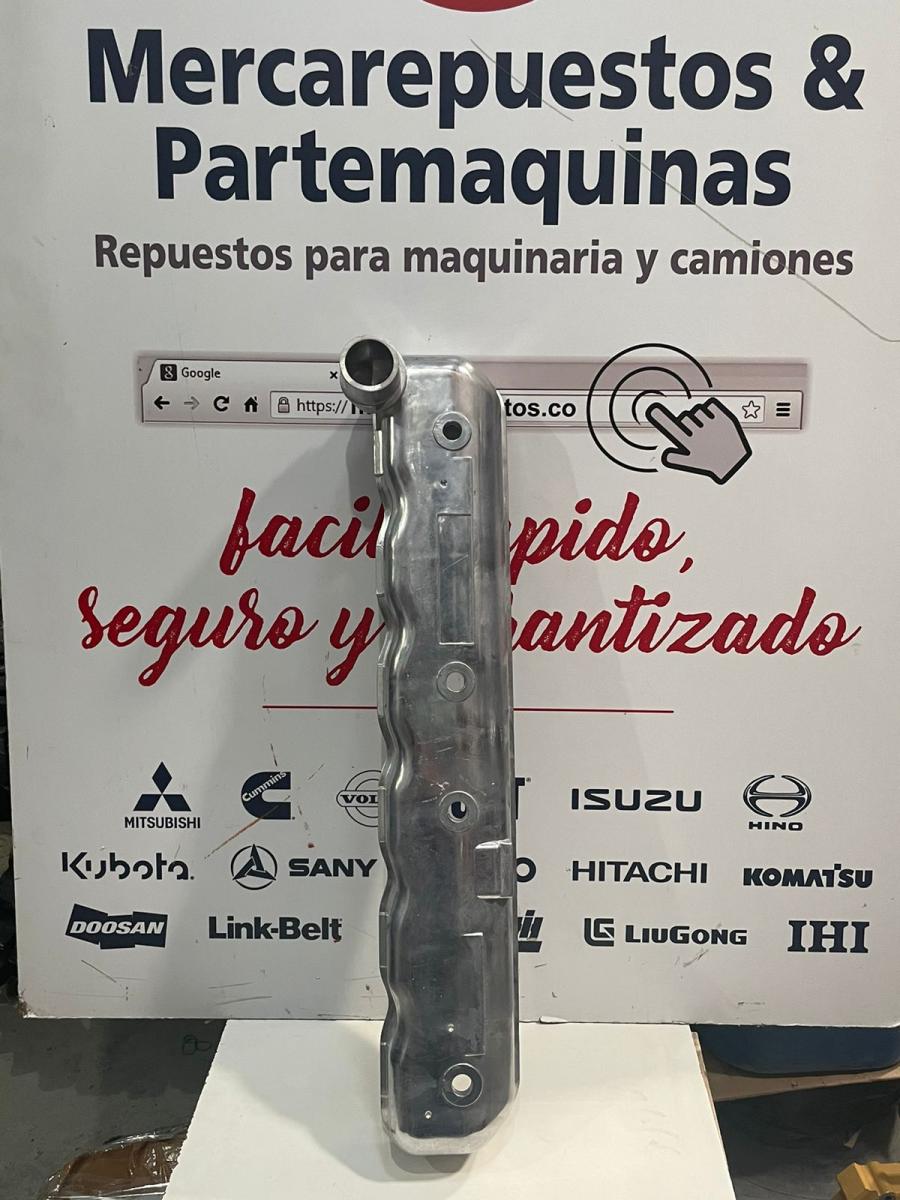 Mercarepuestos &
Partemaquinas
Repuestos para maquinaria y camiones
Google
https://
tos.co
facil
pido,
seguro y
antizado
MITSUBISHI
Cummins
VOL
T
ISUZU
HINO
Kubota.
SANY
O
HITACHI
KOMATSU
DOOSAN
Link-Belt
LIUGONG
IHI